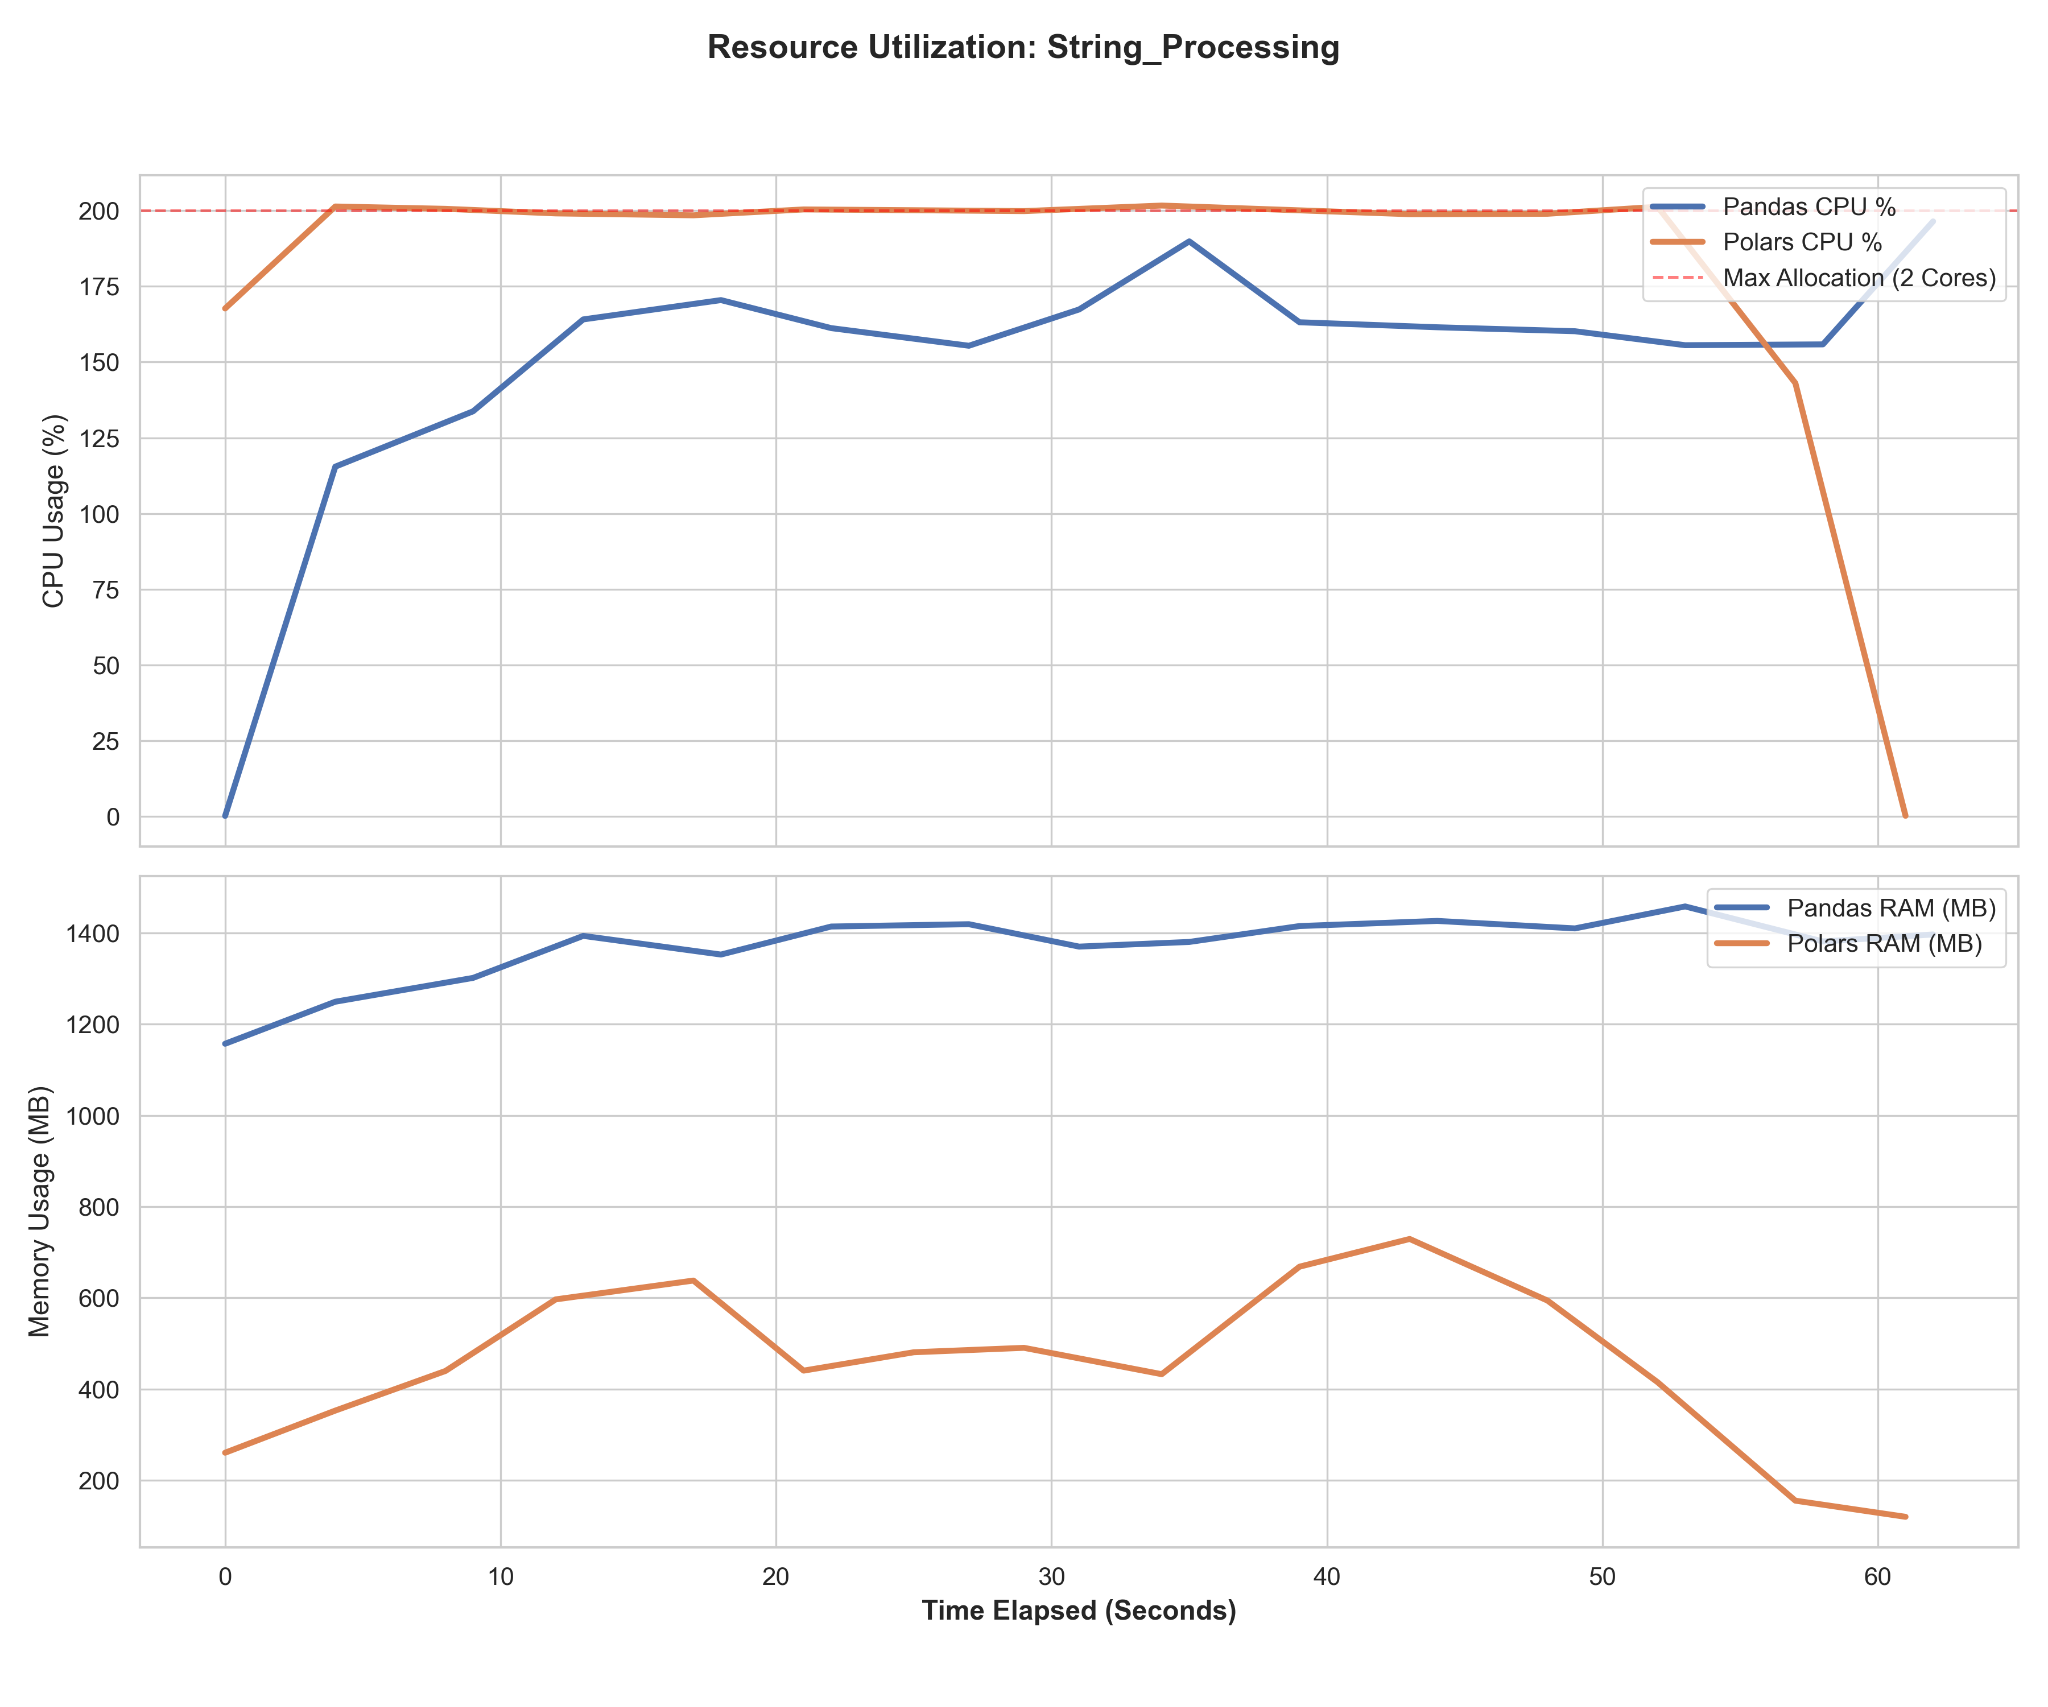 Resource Utilization: String_Processing
200
175
150
125
100
75
50
25
0
CPU Usage (%)
Pandas CPU %
Polars CPU %
Max Allocation (2 Cores)
1400
1200
1000
800
600
400
200
Memory Usage (MB)
Pandas RAM (MB)
Polars RAM (MB)
0 10 20 30 40 50 60
Time Elapsed (Seconds)